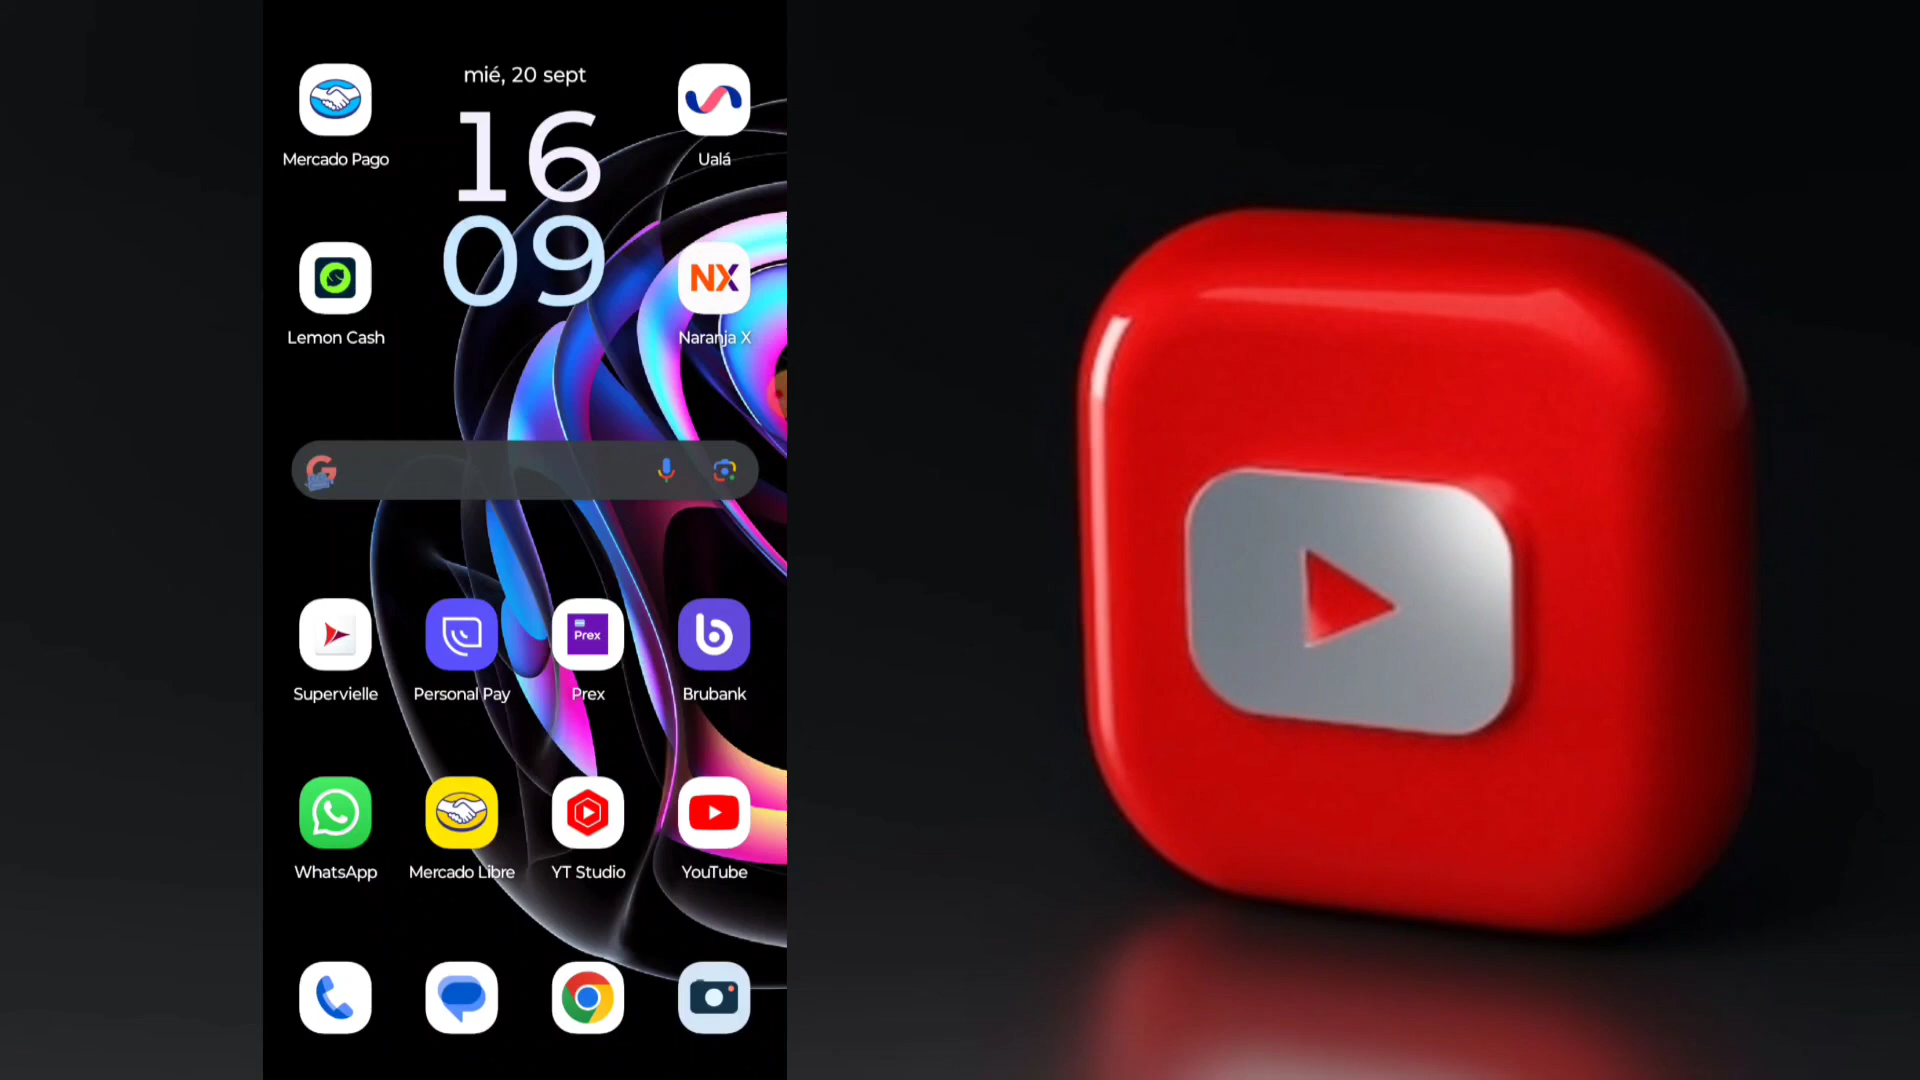 mié, 20 sept
16
09
Mercado Pago
Ualá
NX
Lemon Cash
Naranja X
Prex
Supervielle
Personal Pay
Prex
Brubank
WhatsApp
Mercado Libre
YT Studio
YouTube